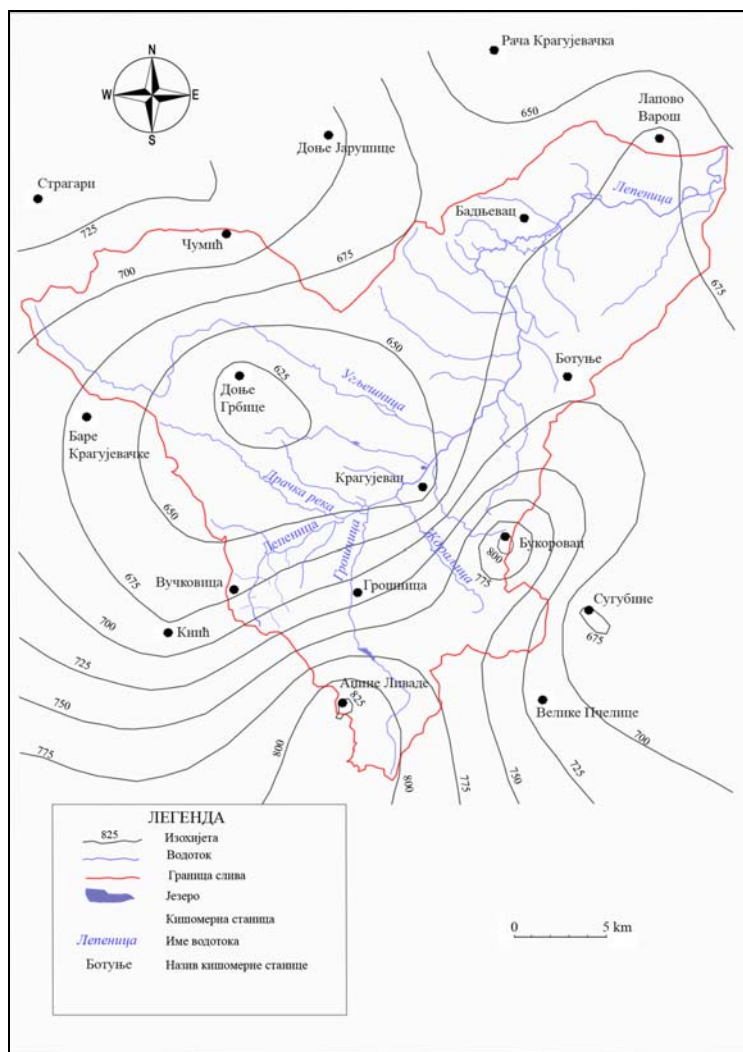 N
W E
S
Рача Крагујевачка
650
Лапово
Варош
Доње Јарушице
Страгари
Лепеница
Бадњевац
Чумић
725
700
675
675
650
625
Доње
Грбице
Угљешница
Ботуње
Баре
Крагујевачке
Крагујевац
Драчка река
650
Лепеница
Грошница
Кораљица
Букоровац
800
775
675
Вучковица
Грошница
Сугубине
675
700
Кнић
725
Аџине Ливаде
825
Велике Пчелице
750
700
775
800
800
775
750
725
ЛЕГЕНДА
825 Изохијета
Водоток
Граница слива
Језеро
Кишомерна станица
Лепеница Име водотока
Ботуње Назив кишомерне станице
0 5 km